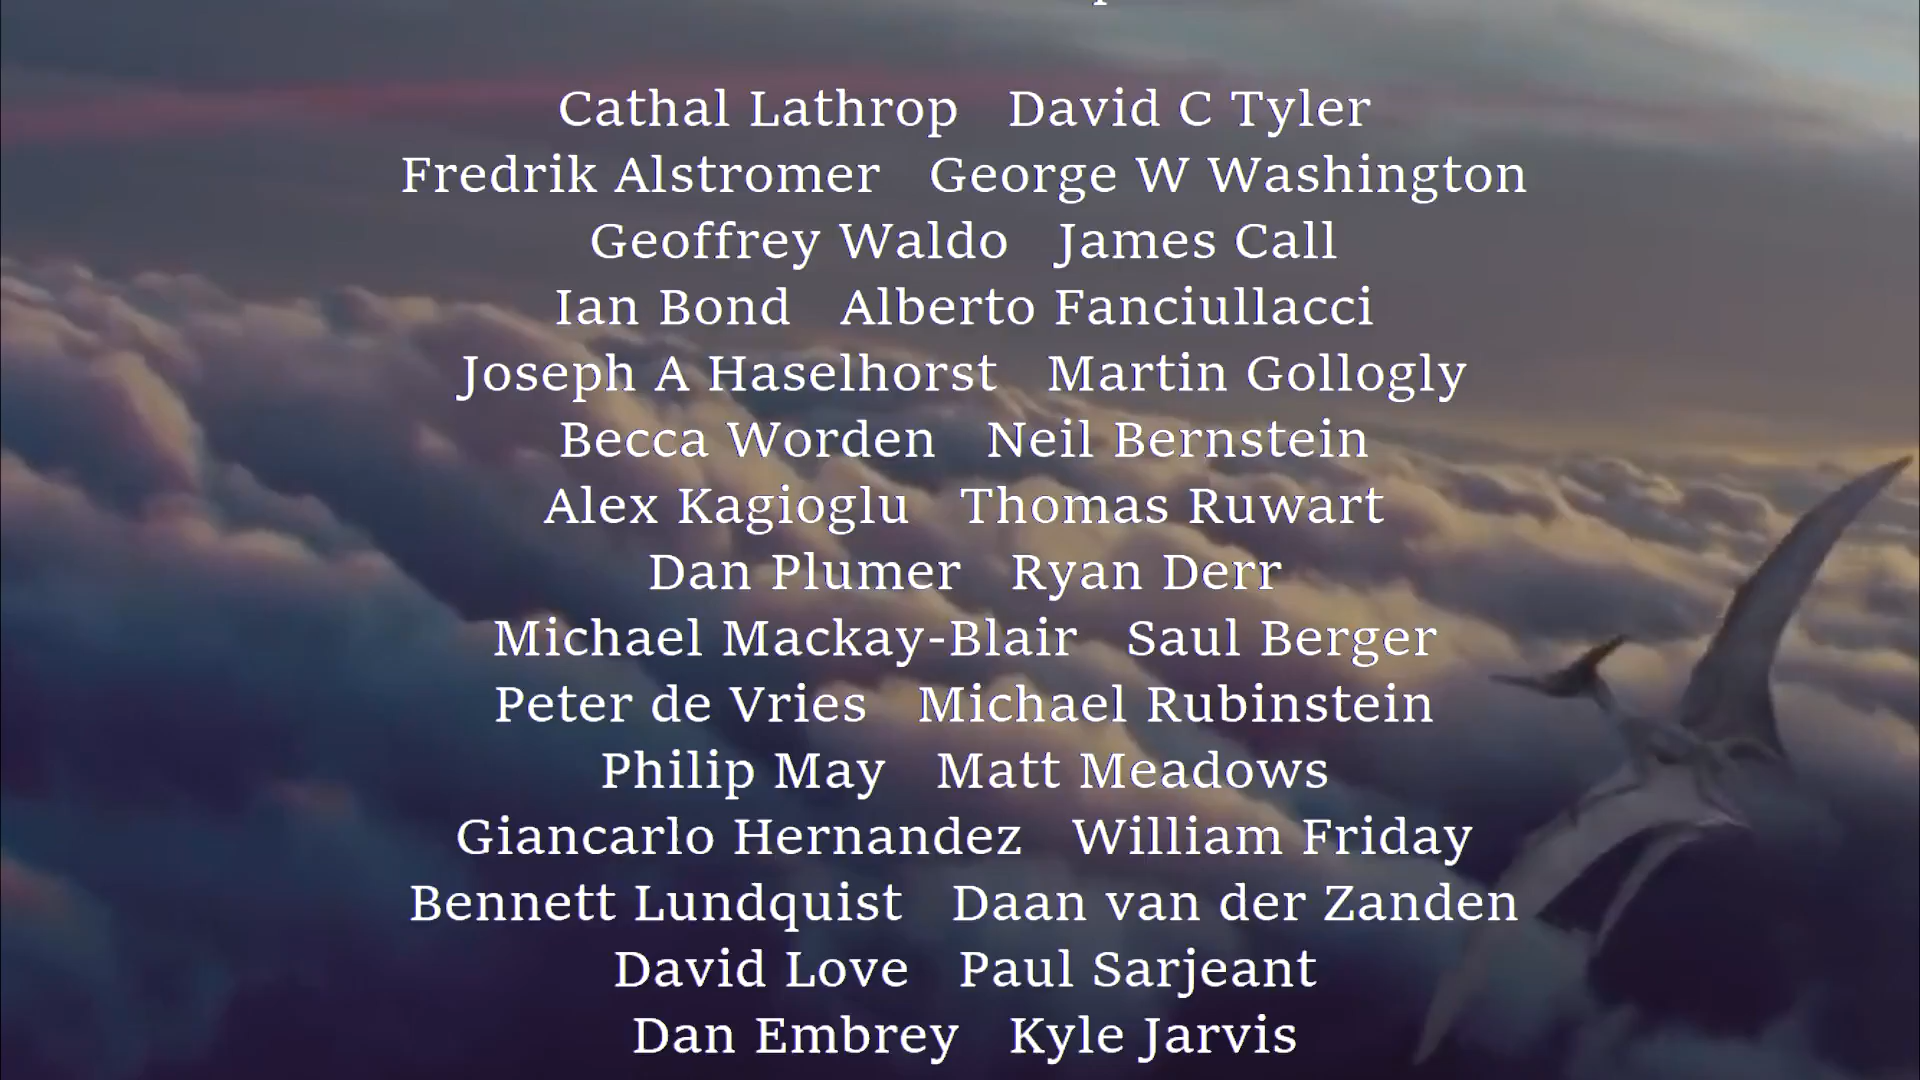 Cathal Lathrop David C Tyler
Fredrik Alstromer George W Washington
Geoffrey Waldo James Call
Ian Bond Alberto Fanciullacci
Joseph A Haselhorst Martin Gollogly
Becca Worden Neil Bernstein
Alex Kagioglu Thomas Ruwart
Dan Plumer Ryan Derr
Michael Mackay-Blair Saul Berger
Peter de Vries Michael Rubinstein
Philip May Matt Meadows
Giancarlo Hernandez William Friday
Bennett Lundquist Daan van der Zanden
David Love Paul Sarjeant
Dan Embrey Kyle Jarvis